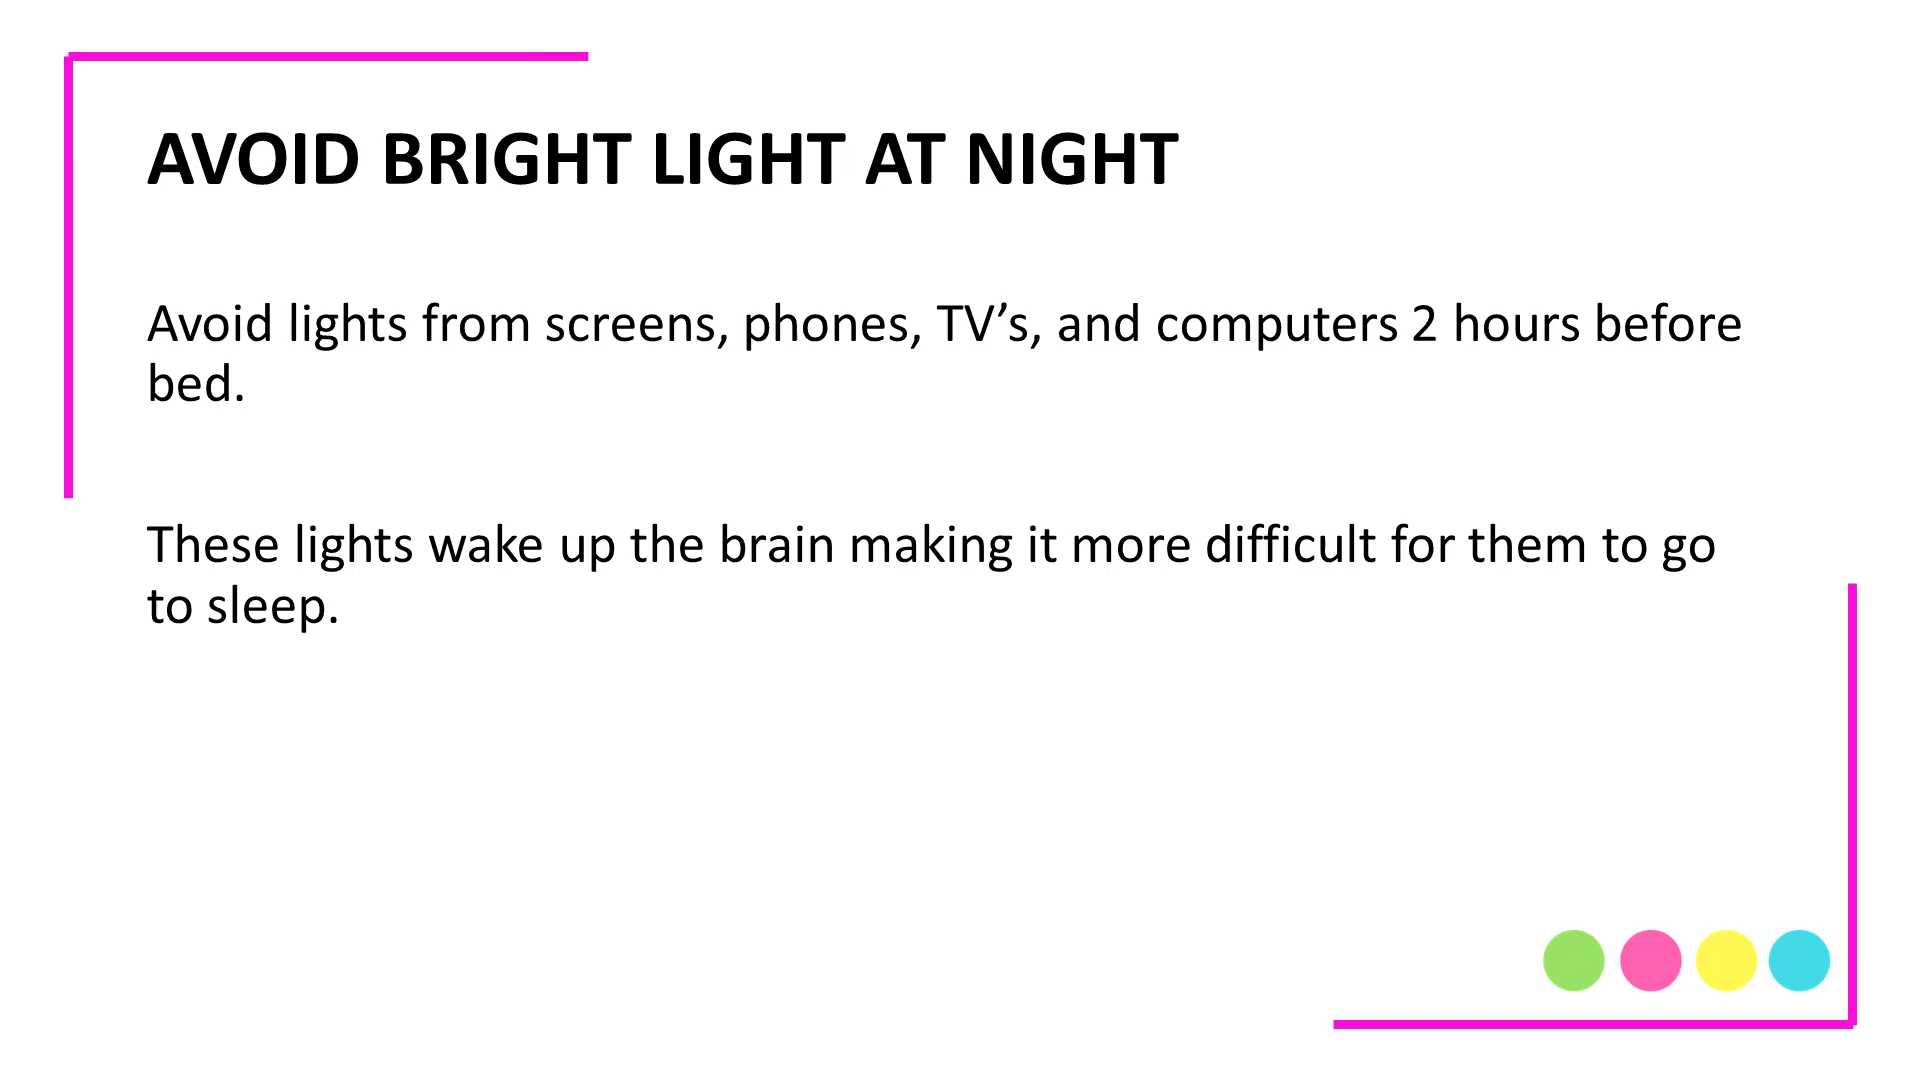 AVOID BRIGHT LIGHT AT NIGHT
Avoid lights from screens, phones, TV’s, and computers 2 hours before
bed.
These lights wake up the brain making it more difficult for them to go
to sleep.